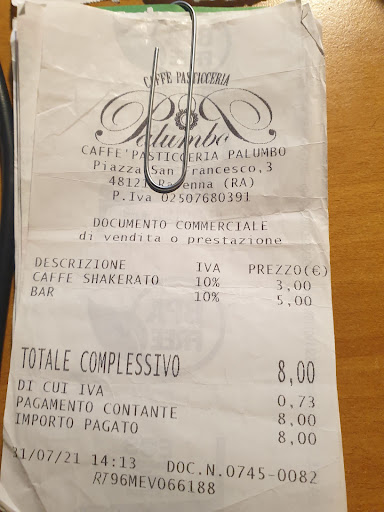 CAFFE PASTICCERIA
Palumbo
CAFFE' PASTICCERIA PALUMBO
Piazza San Francesco,3
4812 Ravenna (RA)
P.Iva 02507680391
DOCUMENTO COMMERCIALE
di vendita o prestazione
DESCRIZIONE IVA PREZZO(€)
CAFFE SHAKERATO 10% 3,00
BAR 10% 5,00
TOTALE COMPLESSIVO 8,00
DI CUI IVA 0,73
PAGAMENTO CONTANTE 8,00
IMPORTO PAGATO 8,00
31/07/21 14:13 DOC.N.0745-0082
RT96MEV066188